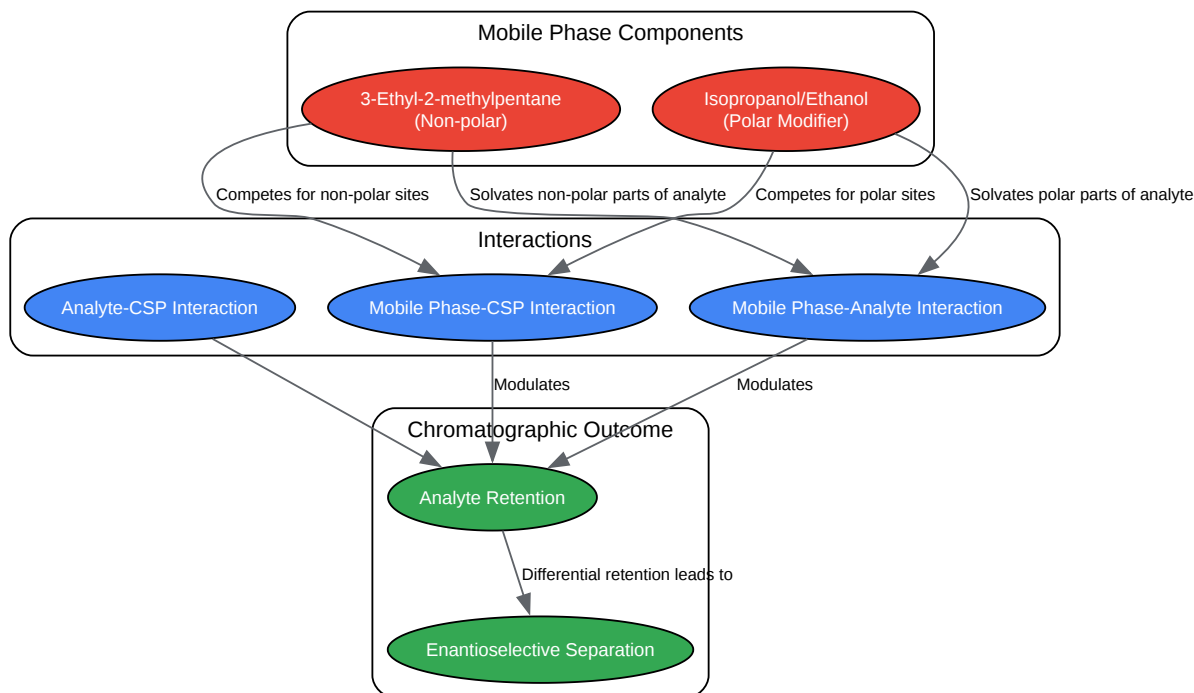 Mobile Phase Components
3-Ethyl-2-methylpentane
(Non-polar)
Isopropanol/Ethanol
(Polar Modifier)
Competes for non-polar sites
Solvates non-polar parts of analyte
Competes for polar sites
Solvates polar parts of analyte
Interactions
Analyte-CSP Interaction
Mobile Phase-CSP Interaction
Mobile Phase-Analyte Interaction
Modulates
Modulates
Chromatographic Outcome
Analyte Retention
Differential retention leads to
Enantioselective Separation